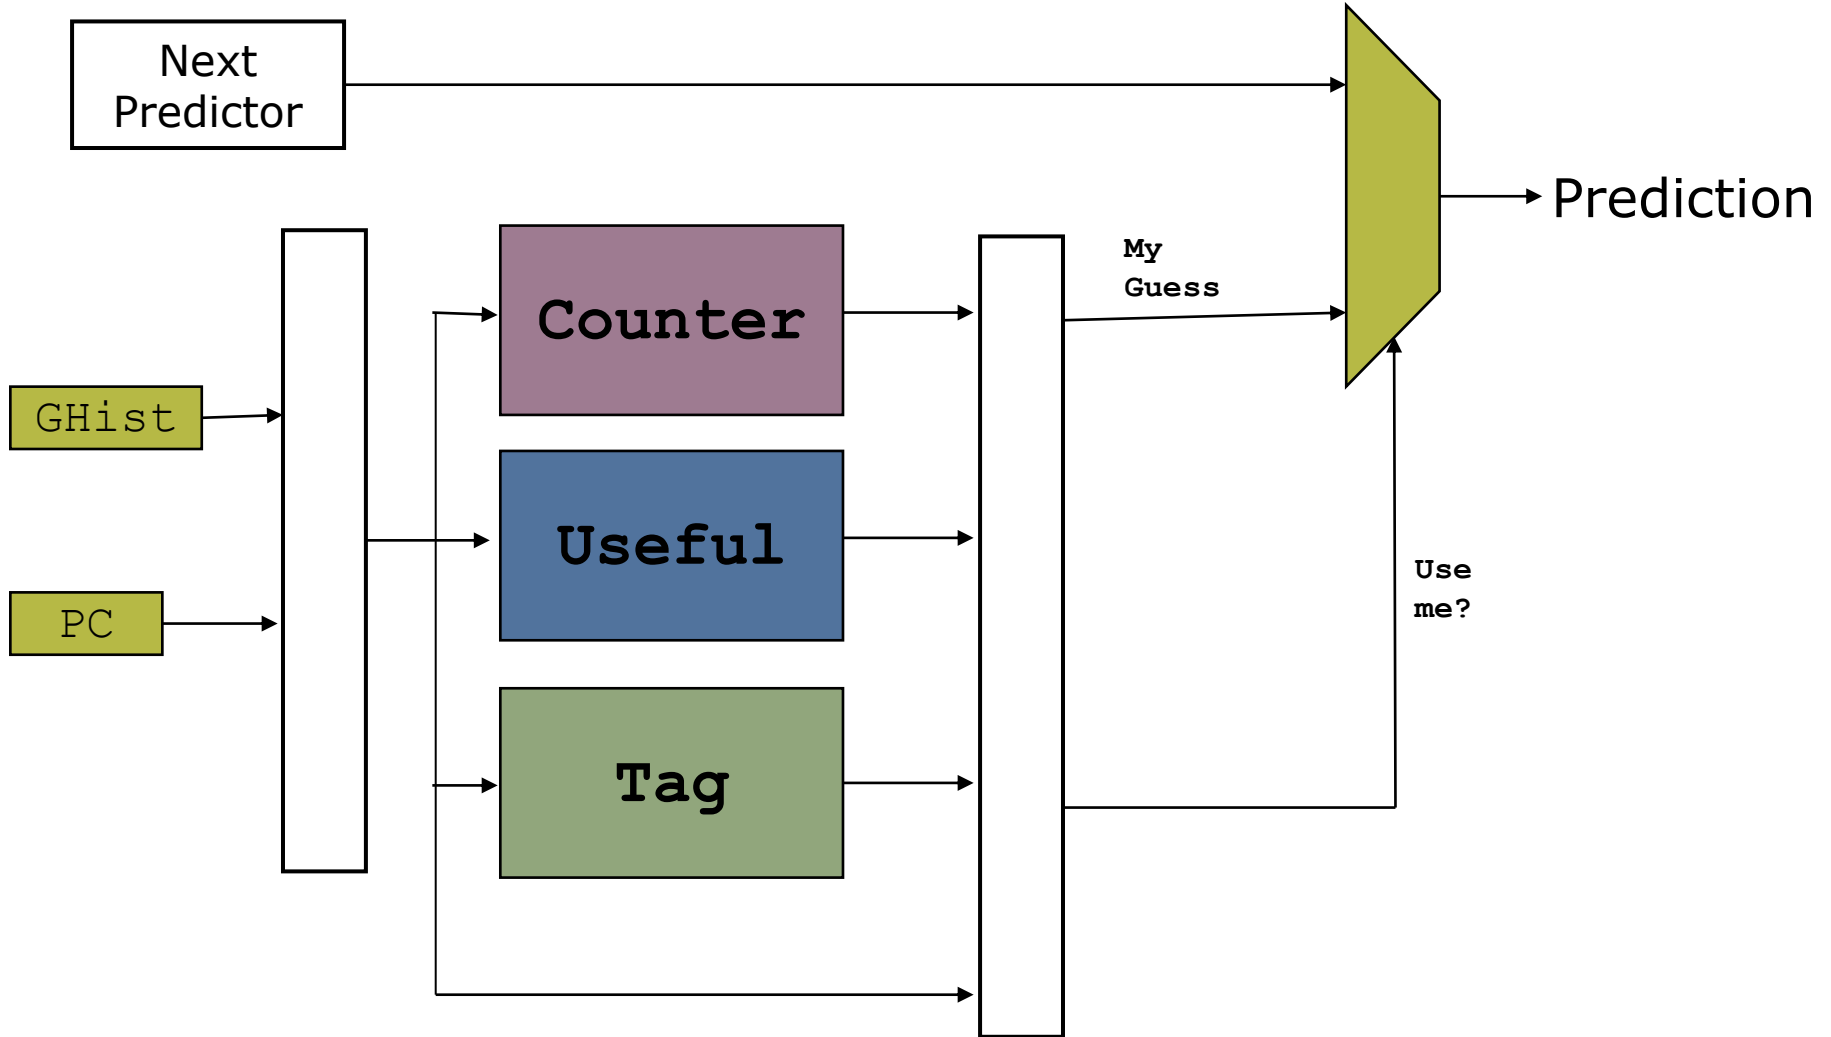 Next
Predictor
Prediction
My
Guess
Counter
GHist
Useful
Use
me?
PC
Tag